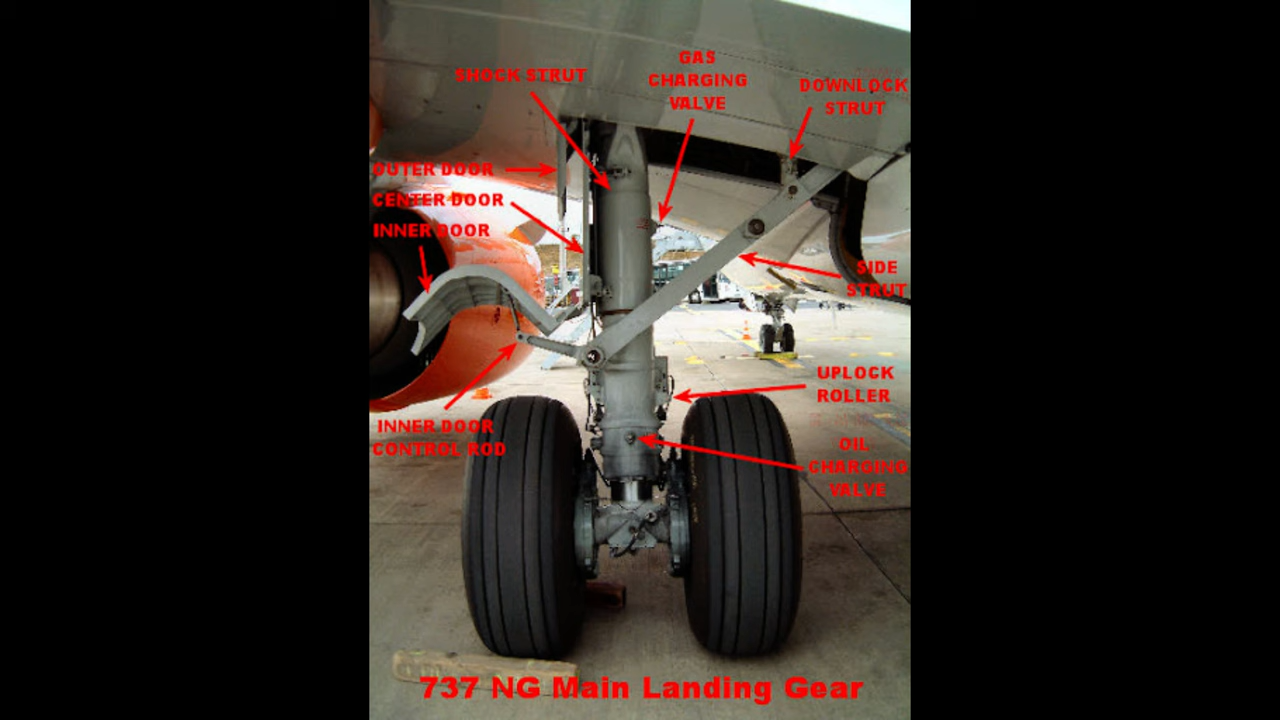 SHOCK STRUT
GAS
CHARGING
VALVE
DOWNLOCK
STRUT
OUTER DOOR
CENTER DOOR
INNER DOOR
SIDE
STRUT
UPLOCK
ROLLER
INNER DOOR
CONTROL ROD
OIL
CHARGING
VALVE
737 NG Main Landing Gear